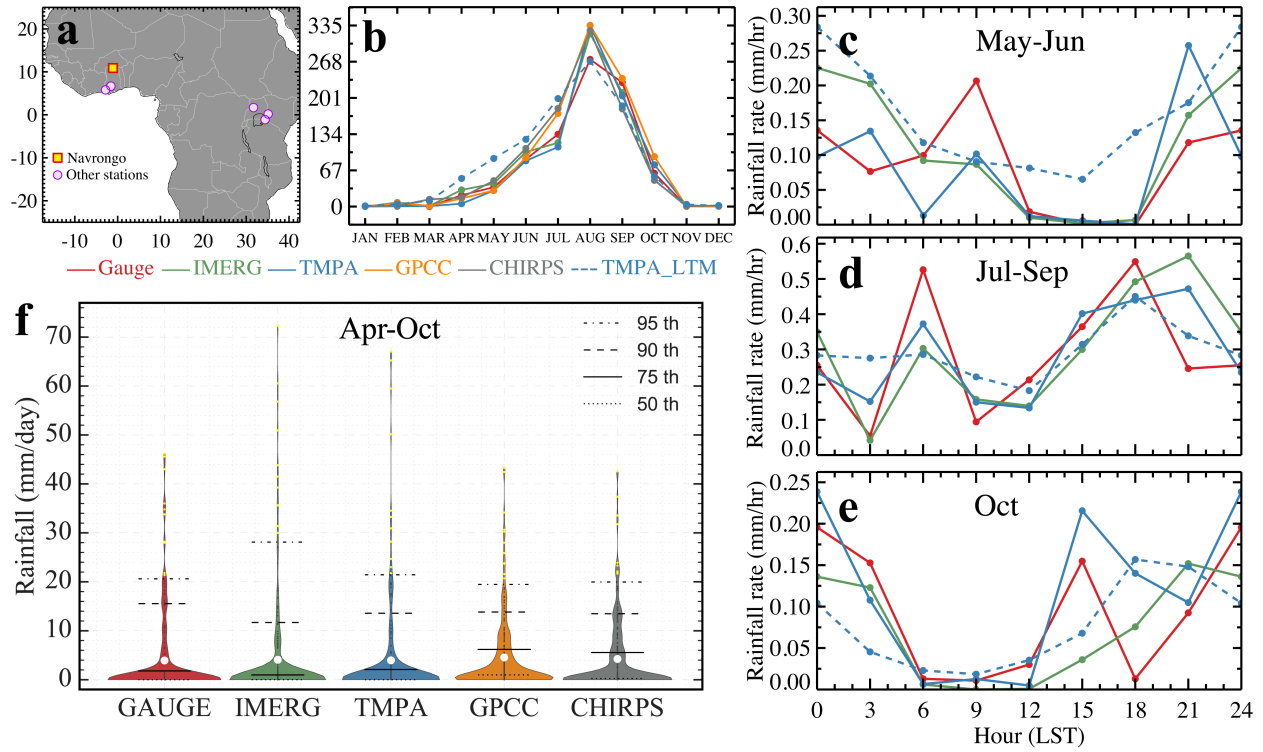 a
20
10
0
-10
-20
Navrongo
Other stations
-10 0 10 20 30 40
b
335
268
201
134
67
0
JAN FEB MAR APR MAY JUN JUL AUG SEP OCT NOV DEC
Gauge IMERG TMPA GPCC CHIRPS TMPA_LTM
c
May-Jun
Rainfall rate (mm/hr)
0.30
0.25
0.20
0.15
0.10
0.05
0.00
d
Jul-Sep
Rainfall rate (mm/hr)
0.6
0.5
0.4
0.3
0.2
0.1
0.0
e
Oct
Rainfall rate (mm/hr)
0.25
0.20
0.15
0.10
0.05
0.00
0 3 6 9 12 15 18 21 24
Hour (LST)
f
Apr-Oct
95 th
90 th
75 th
50 th
Rainfall (mm/day)
70
60
50
40
30
20
10
0
GAUGE IMERG TMPA GPCC CHIRPS